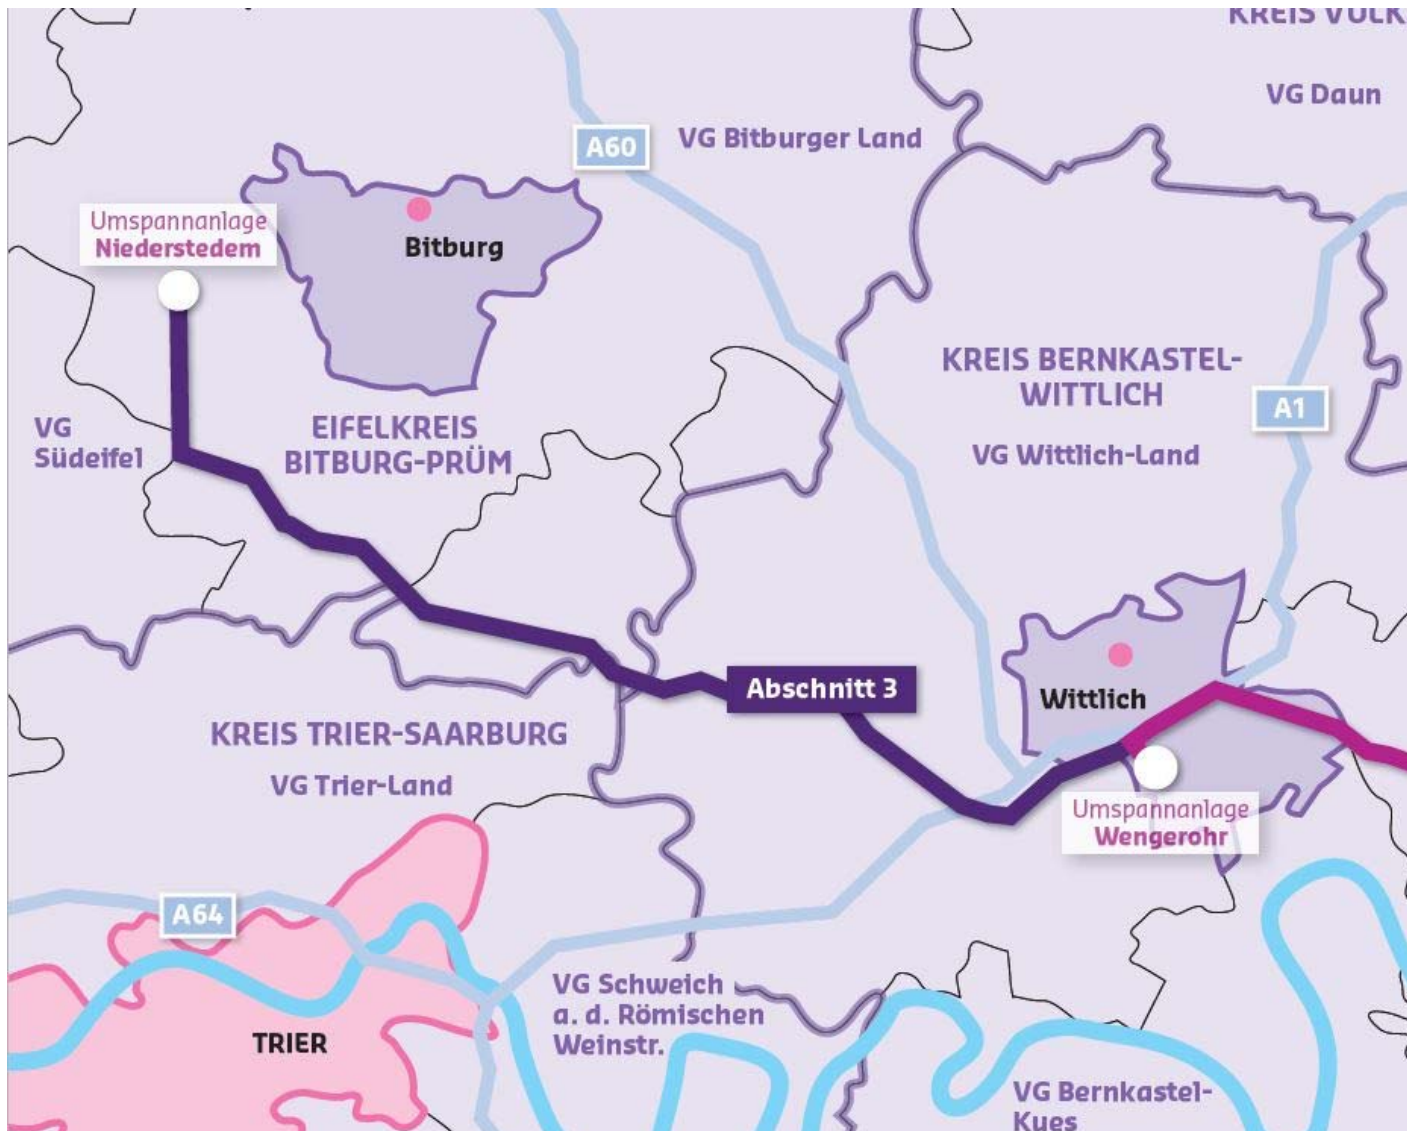 KREIS VULK
VG Daun
A60
VG Bitburger Land
Umspannanlage
Niederstedem
Bitburg
KREIS BERNKASTEL-
WITTLICH
A1
VG
Südeifel
EIFELKREIS
BITBURG-PRÜM
VG Wittlich-Land
Abschnitt 3
Wittlich
KREIS TRIER-SAARBURG
VG Trier-Land
Umspannanlage
Wengerohr
A64
VG Schweich
a. d. Römischen
Weinstr.
TRIER
VG Bernkastel-
Kues